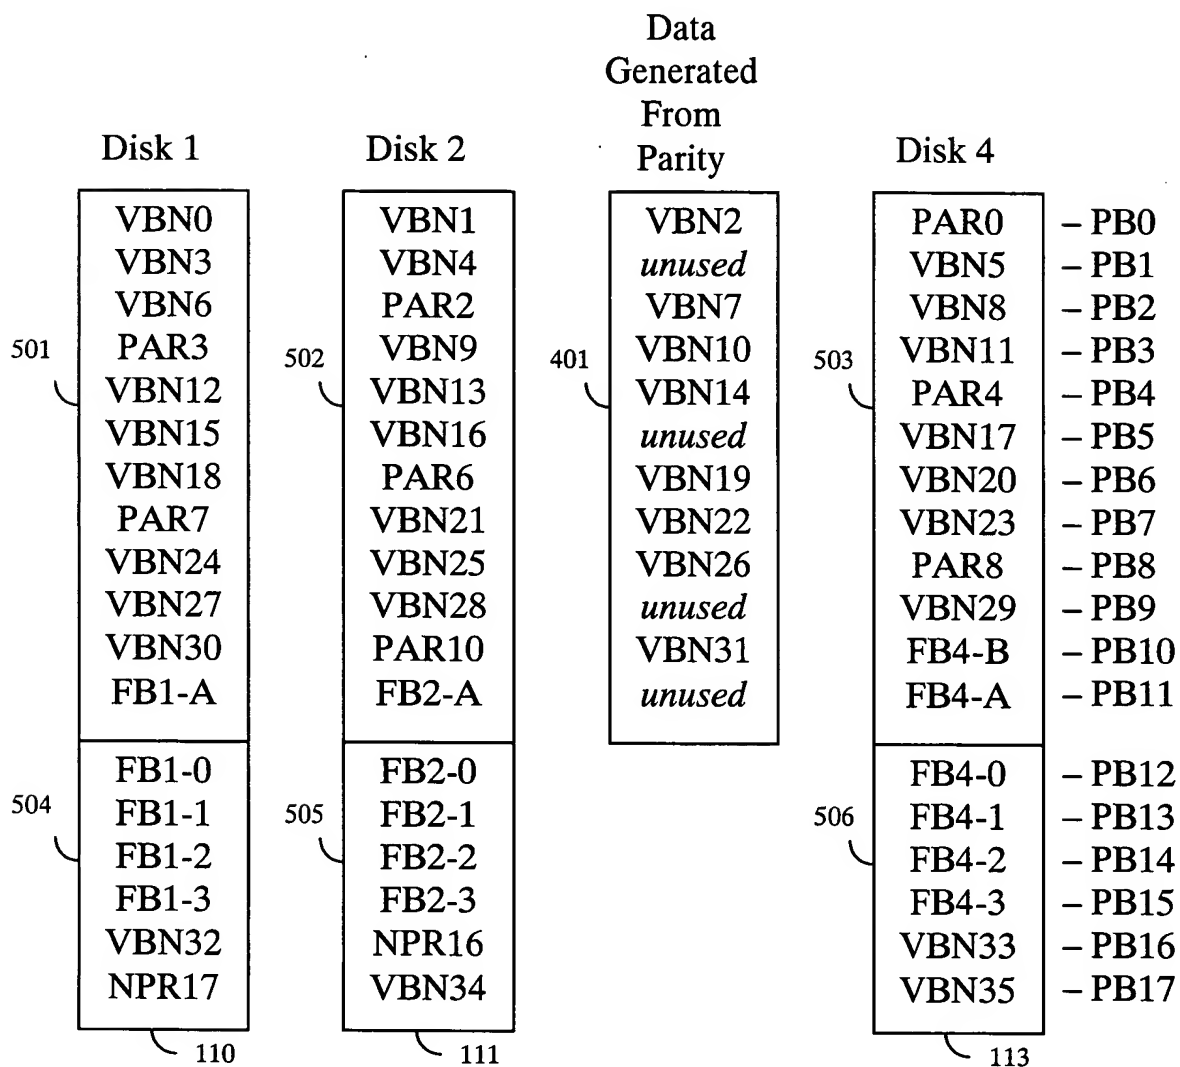 Data
Generated
From
Parity
Disk 1
Disk 2
Disk 4
VBN0 VBN1 VBN2 PAR0 – PB0
VBN3 VBN4 unused VBN5 – PB1
VBN6 PAR2 VBN7 VBN8 – PB2
501 PAR3 502 VBN9 401 VBN10 503 VBN11 – PB3
VBN12 VBN13 VBN14 PAR4 – PB4
VBN15 VBN16 unused VBN17 – PB5
VBN18 PAR6 VBN19 VBN20 – PB6
PAR7 VBN21 VBN22 VBN23 – PB7
VBN24 VBN25 VBN26 PAR8 – PB8
VBN27 VBN28 unused VBN29 – PB9
VBN30 PAR10 VBN31 FB4-B – PB10
FB1-A FB2-A unused FB4-A – PB11
FB1-0 FB2-0 FB4-0 – PB12
504 FB1-1 505 FB2-1 506 FB4-1 – PB13
FB1-2 FB2-2 FB4-2 – PB14
FB1-3 FB2-3 FB4-3 – PB15
VBN32 NPR16 VBN33 – PB16
NPR17 VBN34 VBN35 – PB17
110 111 113